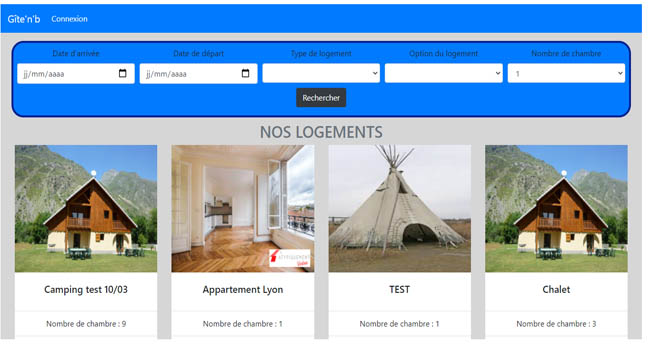 Gîte'n'b Connexion
Date d'arrivée Date de départ Type de logement Option du logement Nombre de chambre
jj/mm/aaaa jj/mm/aaaa 1
Rechercher
NOS LOGEMENTS
Camping test 10/03 Appartement Lyon TEST Chalet
Nombre de chambre : 9 Nombre de chambre : 1 Nombre de chambre : 1 Nombre de chambre : 3